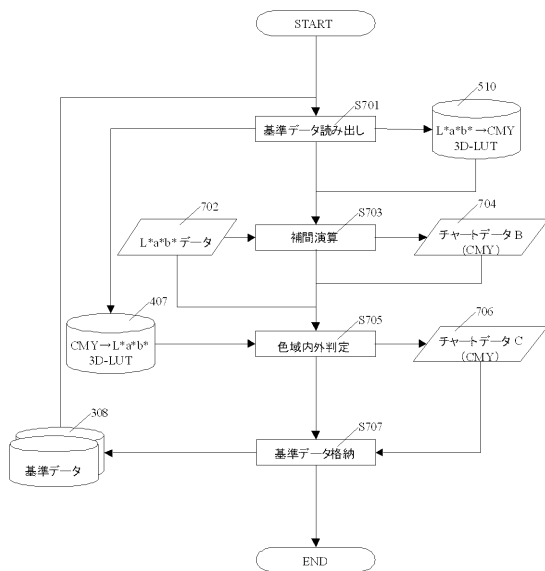 START
S701
基準データ読み出し
510
L*a*b*→CMY
3D-LUT
702
L*a*b* データ
S703
補間演算
704
チャートデータ B
(CMY)
407
CMY→L*a*b*
3D-LUT
S705
色域内外判定
706
チャートデータ C
(CMY)
308
基準データ
S707
基準データ格納
END